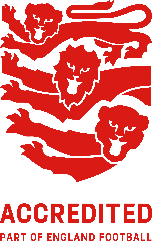 ACCREDITED
PART OF ENGLAND FOOTBALL